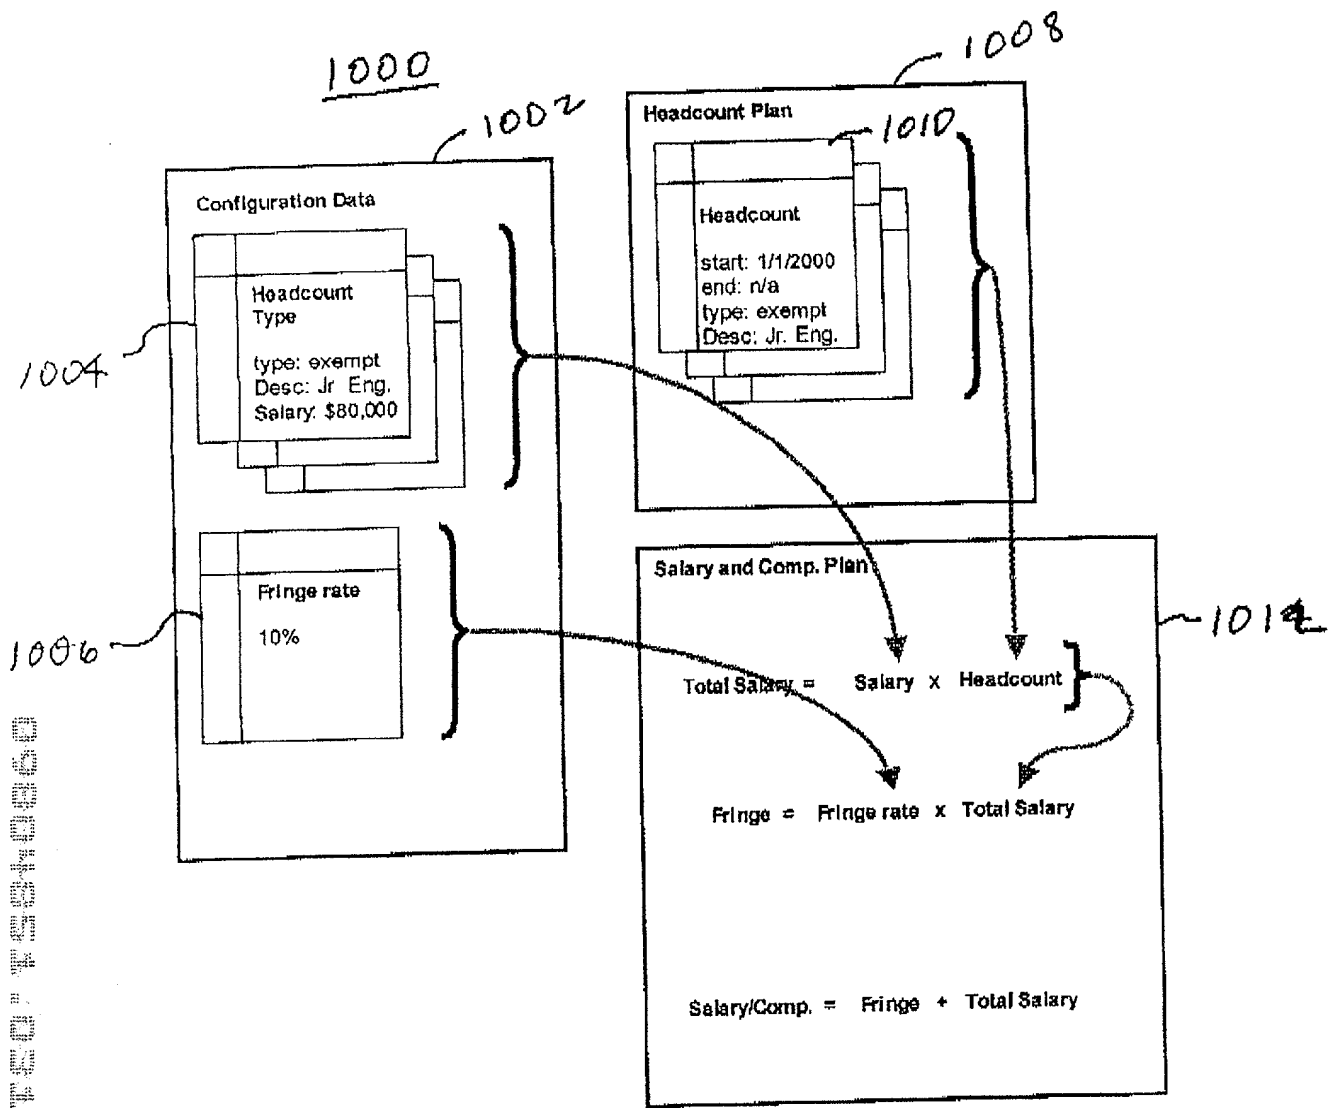 1000
1002
1008
Configuration Data
Headcount
Type
type: exempt
Desc: Jr Eng.
Salary: $80,000
1004
Fringe rate
10%
1006
Headcount Plan
1010
Headcount
start: 1/1/2000
end: n/a
type: exempt
Desc: Jr. Eng.
Salary and Comp. Plan
Total Salary = Salary x Headcount
Fringe = Fringe rate x Total Salary
Salary/Comp. = Fringe + Total Salary